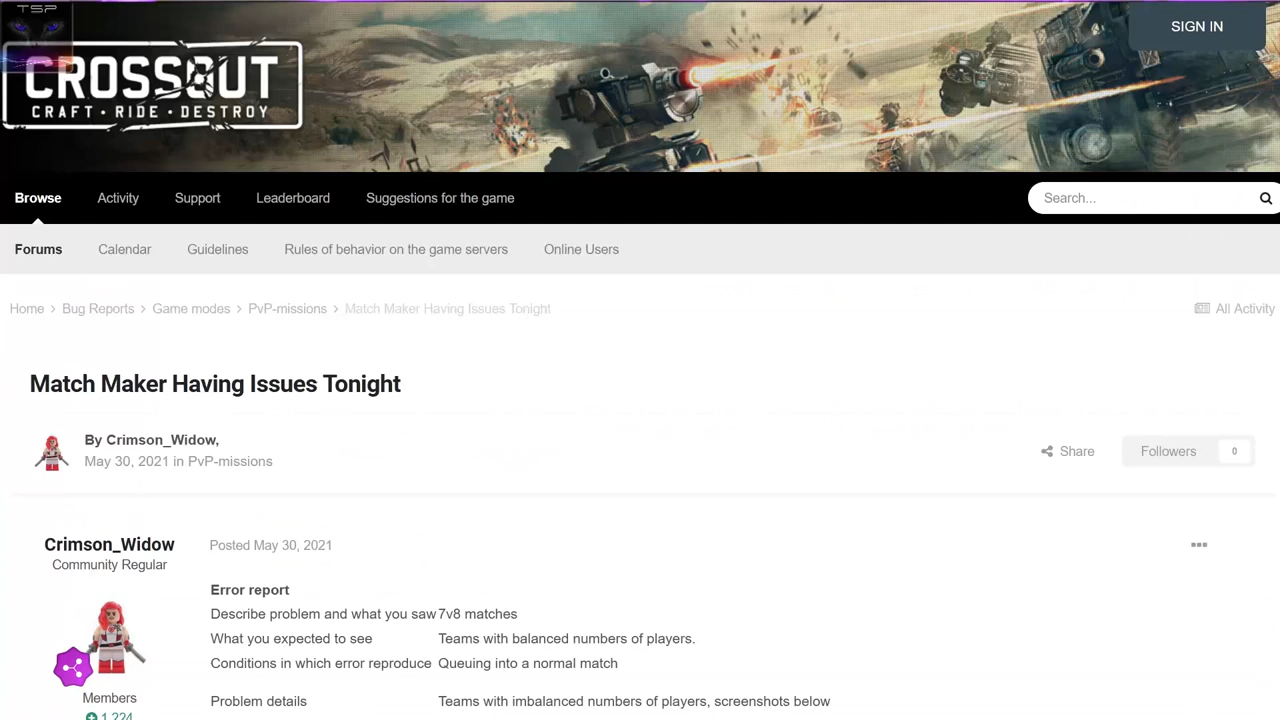 TSP
CROSSOUT
CRAFT • RIDE • DESTROY
SIGN IN
Browse Activity Support Leaderboard Suggestions for the game Search...
Forums Calendar Guidelines Rules of behavior on the game servers Online Users
Home > Bug Reports > Game modes > PvP-missions > Match Maker Having Issues Tonight All Activity
Match Maker Having Issues Tonight
By Crimson_Widow,
May 30, 2021 in PvP-missions
Share Followers 0
Crimson_Widow Posted May 30, 2021
Community Regular
Error report
Describe problem and what you saw 7v8 matches
What you expected to see Teams with balanced numbers of players.
Conditions in which error reproduce Queuing into a normal match
Members
Problem details Teams with imbalanced numbers of players, screenshots below
1,224